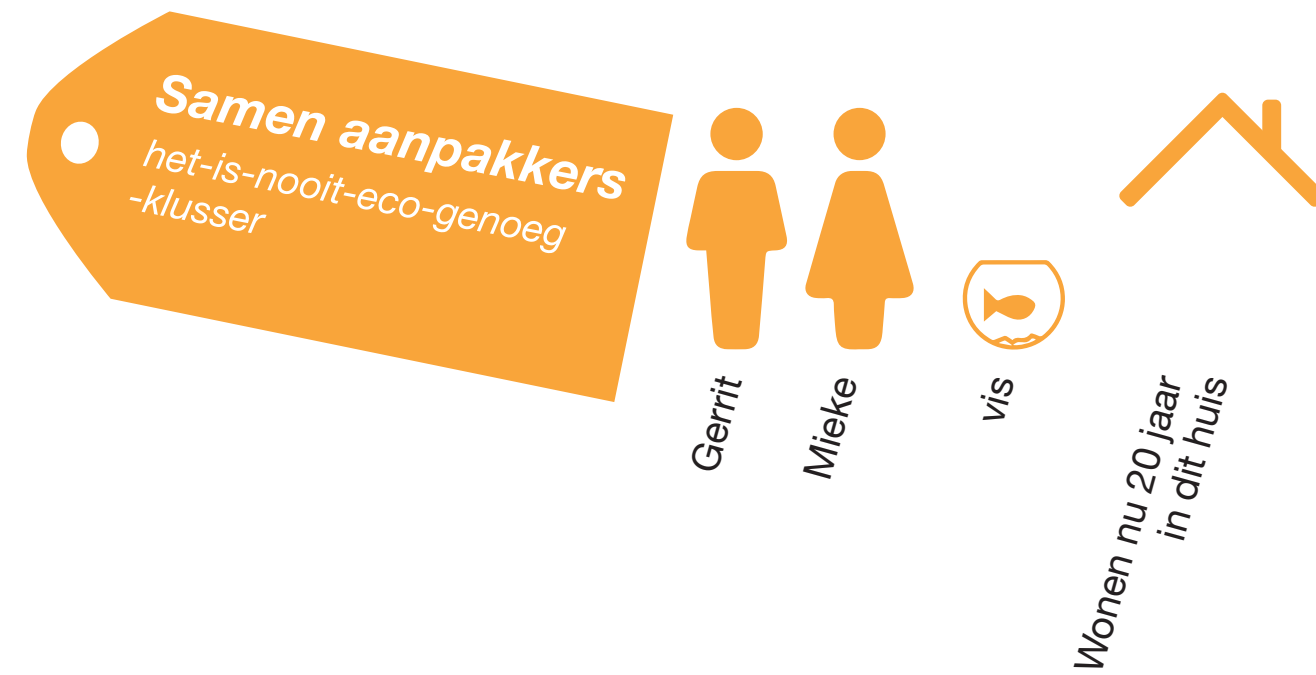 Samen aanpakkers
het-is-nooit-eco-genoeg
-klusser
Gerrit
Mieke
vis
Wonen nu 20 jaar
in dit huis